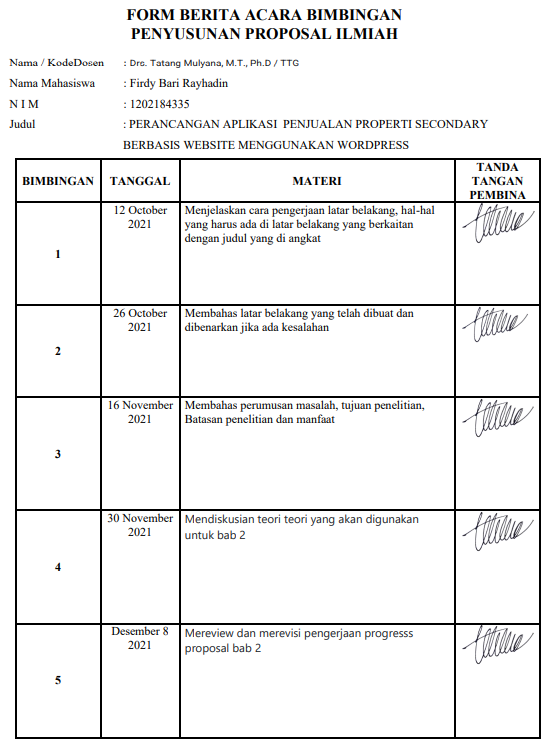 FORM BERITA ACARA BIMBINGAN
PENYUSUNAN PROPOSAL ILMIAH
Nama / KodeDosen : Drs. Tatang Mulyana, M.T., Ph.D / TTG
Nama Mahasiswa : Firdy Bari Rayhadin
N I M : 1202184335
Judul : PERANCANGAN APLIKASI PENJUALAN PROPERTI SECONDARY
BERBASIS WEBSITE MENGGUNAKAN WORDPRESS
BIMBINGAN TANGGAL MATERI TANDA
TANGAN
PEMBINA
1 12 October
2021
Menjelaskan cara pengerjaan latar belakang, hal-hal
yang harus ada di latar belakang yang berkaitan
dengan judul yang di angkat
2 26 October
2021
Membahas latar belakang yang telah dibuat dan
dibenarkan jika ada kesalahan
3 16 November
2021
Membahas perumusan masalah, tujuan penelitian,
Batasan penelitian dan manfaat
4 30 November
2021
Mendiskusian teori teori yang akan digunakan
untuk bab 2
5 Desember 8
2021
Mereview dan merevisi pengerjaan progresss
proposal bab 2